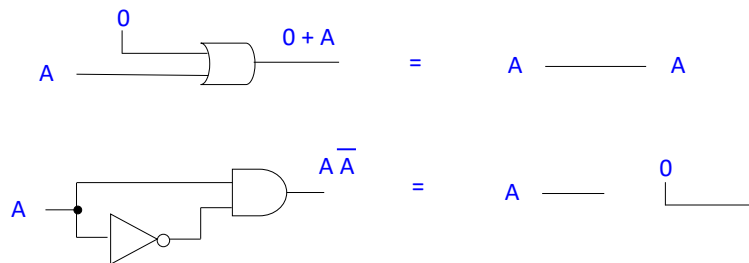 0
0 + A
A = A A
0
A A̅
A = A